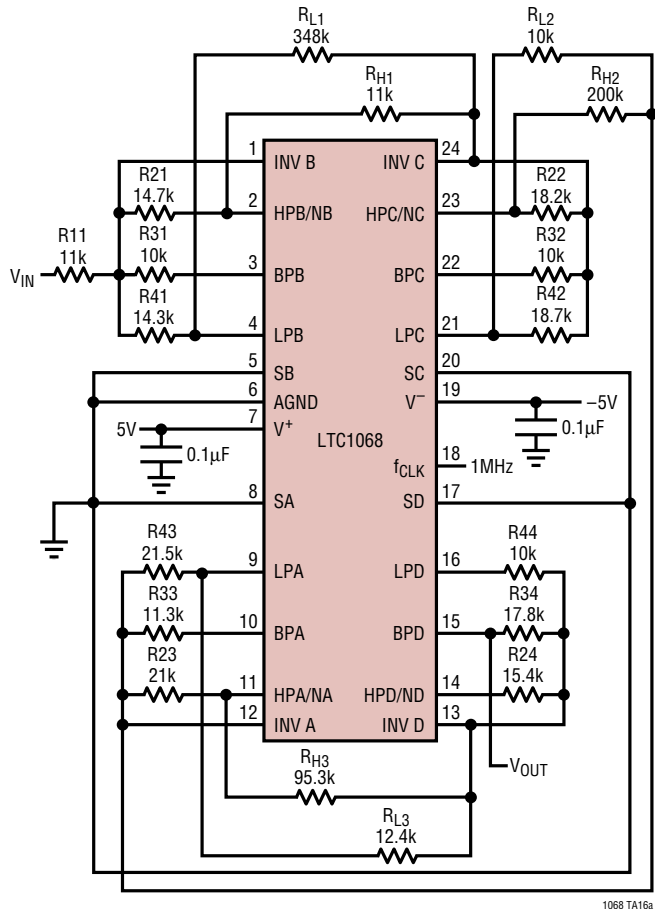 RL1
348k
RL2
10k
RH1
11k
RH2
200k
1
INV B
INV C
24
R21
14.7k
2
HPB/NB
HPC/NC
23
R22
18.2k
R11
11k
VIN
R31
10k
3
BPB
BPC
22
R32
10k
R41
14.3k
4
LPB
LPC
21
R42
18.7k
5
SB
SC
20
6
AGND
V–
19
–5V
5V
7
V+
0.1µF
LTC1068
0.1µF
fCLK
18
1MHz
8
SA
SD
17
R43
21.5k
9
LPA
LPD
16
R44
10k
R33
11.3k
10
BPA
BPD
15
R34
17.8k
R23
21k
11
HPA/NA
HPD/ND
14
R24
15.4k
12
INV A
INV D
13
VOUT
RH3
95.3k
RL3
12.4k
1068 TA16a